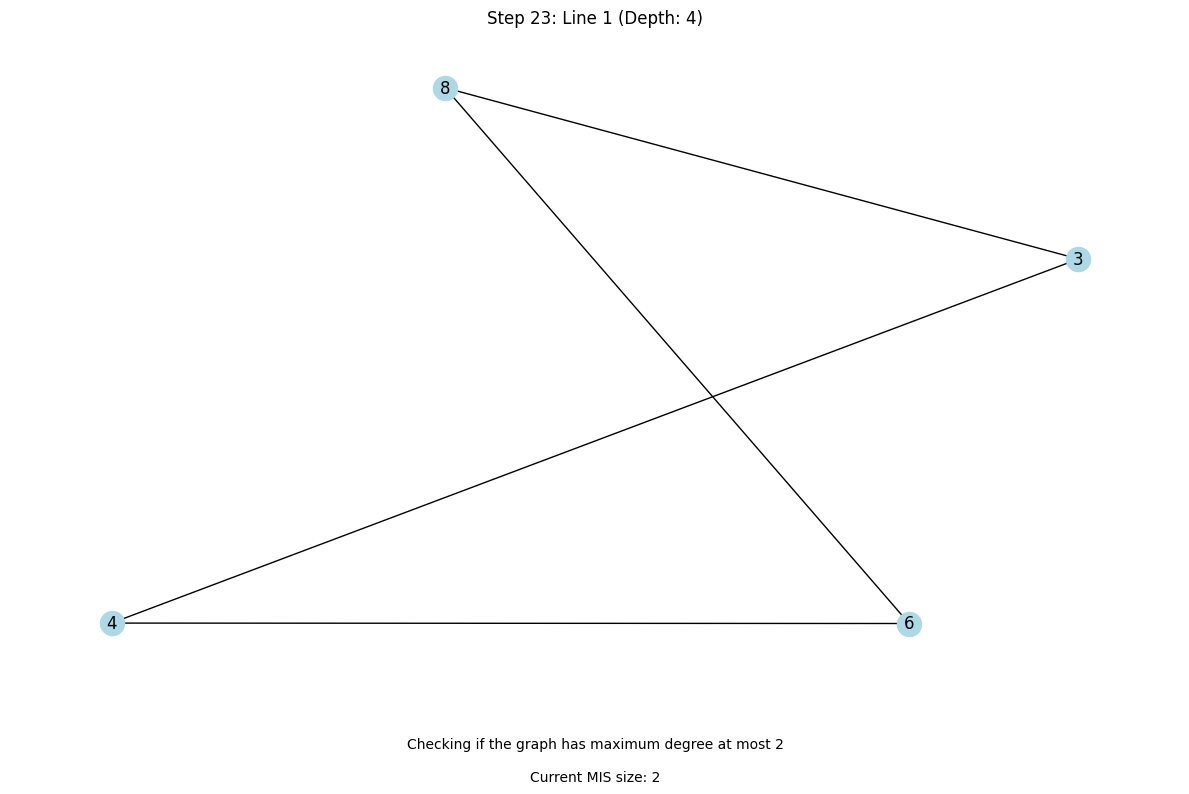 Step 23: Line 1 (Depth: 4)
8
3
4
6
Checking if the graph has maximum degree at most 2
Current MIS size: 2